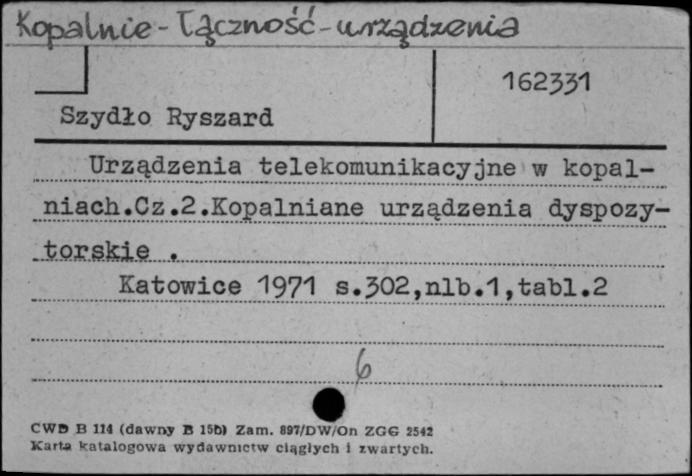 Kopalnie - Łączność - urządzenia
162331
Szydło Ryszard
Urządzenia telekomunikacyjne w kopal-
niach.Cz.2.Kopalniane urządzenia dyspozy-
torskie .
Katowice 1971 s.302,nlb.1,tabl.2
6
CWD B 114 (dawny B 15b) Zam. 897/DW/On ZGG 2542
Karta katalogowa wydawnictw ciągłych i zwartych.